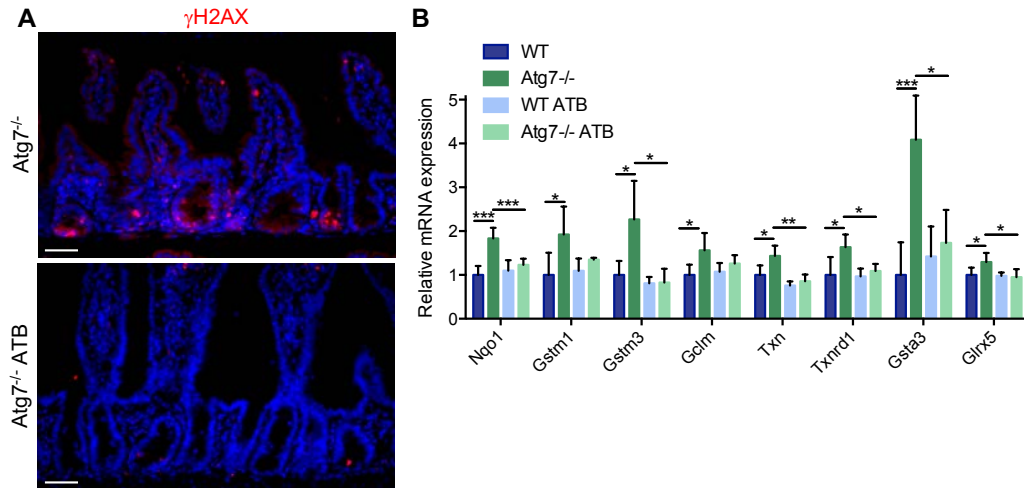 A
γH2AX
Atg7-/-
Atg7-/- ATB
B
WT
Atg7-/-
WT ATB
Atg7-/- ATB
Relative mRNA expression
5
4
3
2
1
0
*** ***
*
* *
*
* **
* *
*** *
* *
Nqo1
Gstm1
Gstm3
Gclm
Txn
Txnrd1
Gsta3
Glrx5